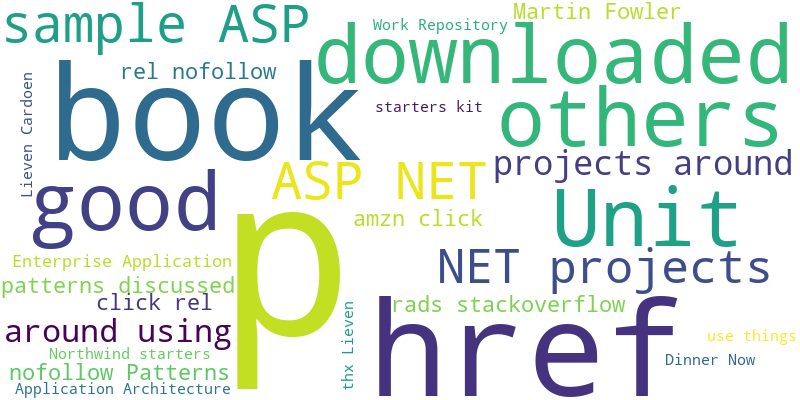 sample ASP
Work Repository
Martin Fowler
downloaded
rel nofollow
book
starters kit
others
Lieven Cardoen
good
ASP NET
projects around
amzn click
Unit
p
Enterprise Application
NET projects
patterns discussed
click rel
rads stackoverflow
href
around using
thx Lieven
use things
Northwind starters
Dinner Now
nofollow Patterns
Application Architecture